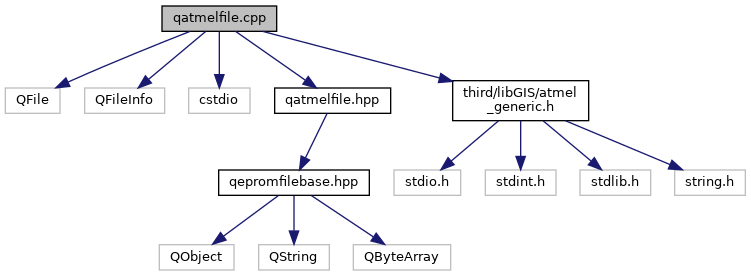 qatmelfile.cpp
QFile
QFileInfo
cstdio
qatmelfile.hpp
third/libGIS/atmel
_generic.h
qepromfilebase.hpp
stdio.h
stdint.h
stdlib.h
string.h
QObject
QString
QByteArray